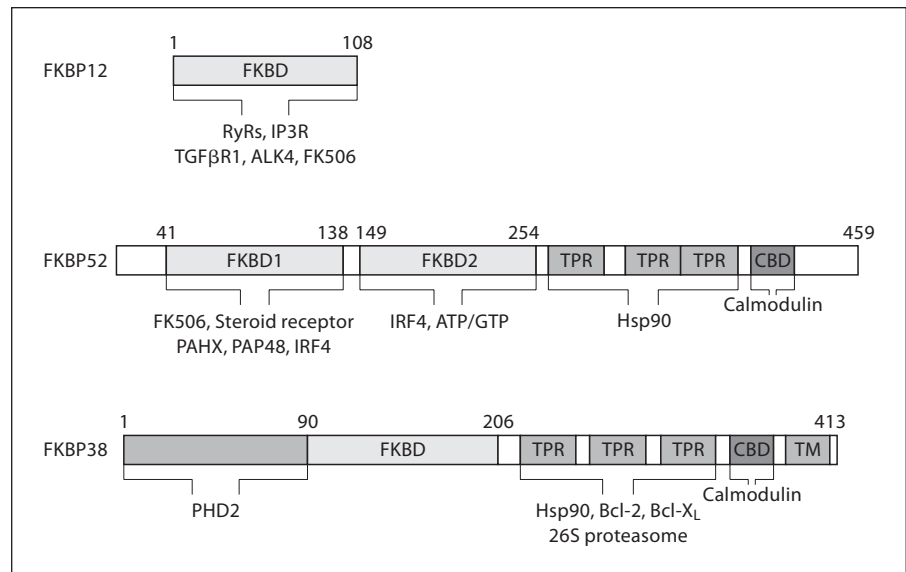 1 108
FKBP12 FKBD
RyRs, IP3R
TGFβR1, ALK4, FK506
41 138 149 254 459
FKBP52 FKBD1 FKBD2 TPR TPR TPR CBD
Calmodulin
FK506, Steroid receptor IRF4, ATP/GTP Hsp90
PAHX, PAP48, IRF4
1 90 206 413
FKBP38 FKBD TPR TPR TPR CBD TM
Calmodulin
PHD2 Hsp90, Bcl-2, Bcl-XL
26S proteasome